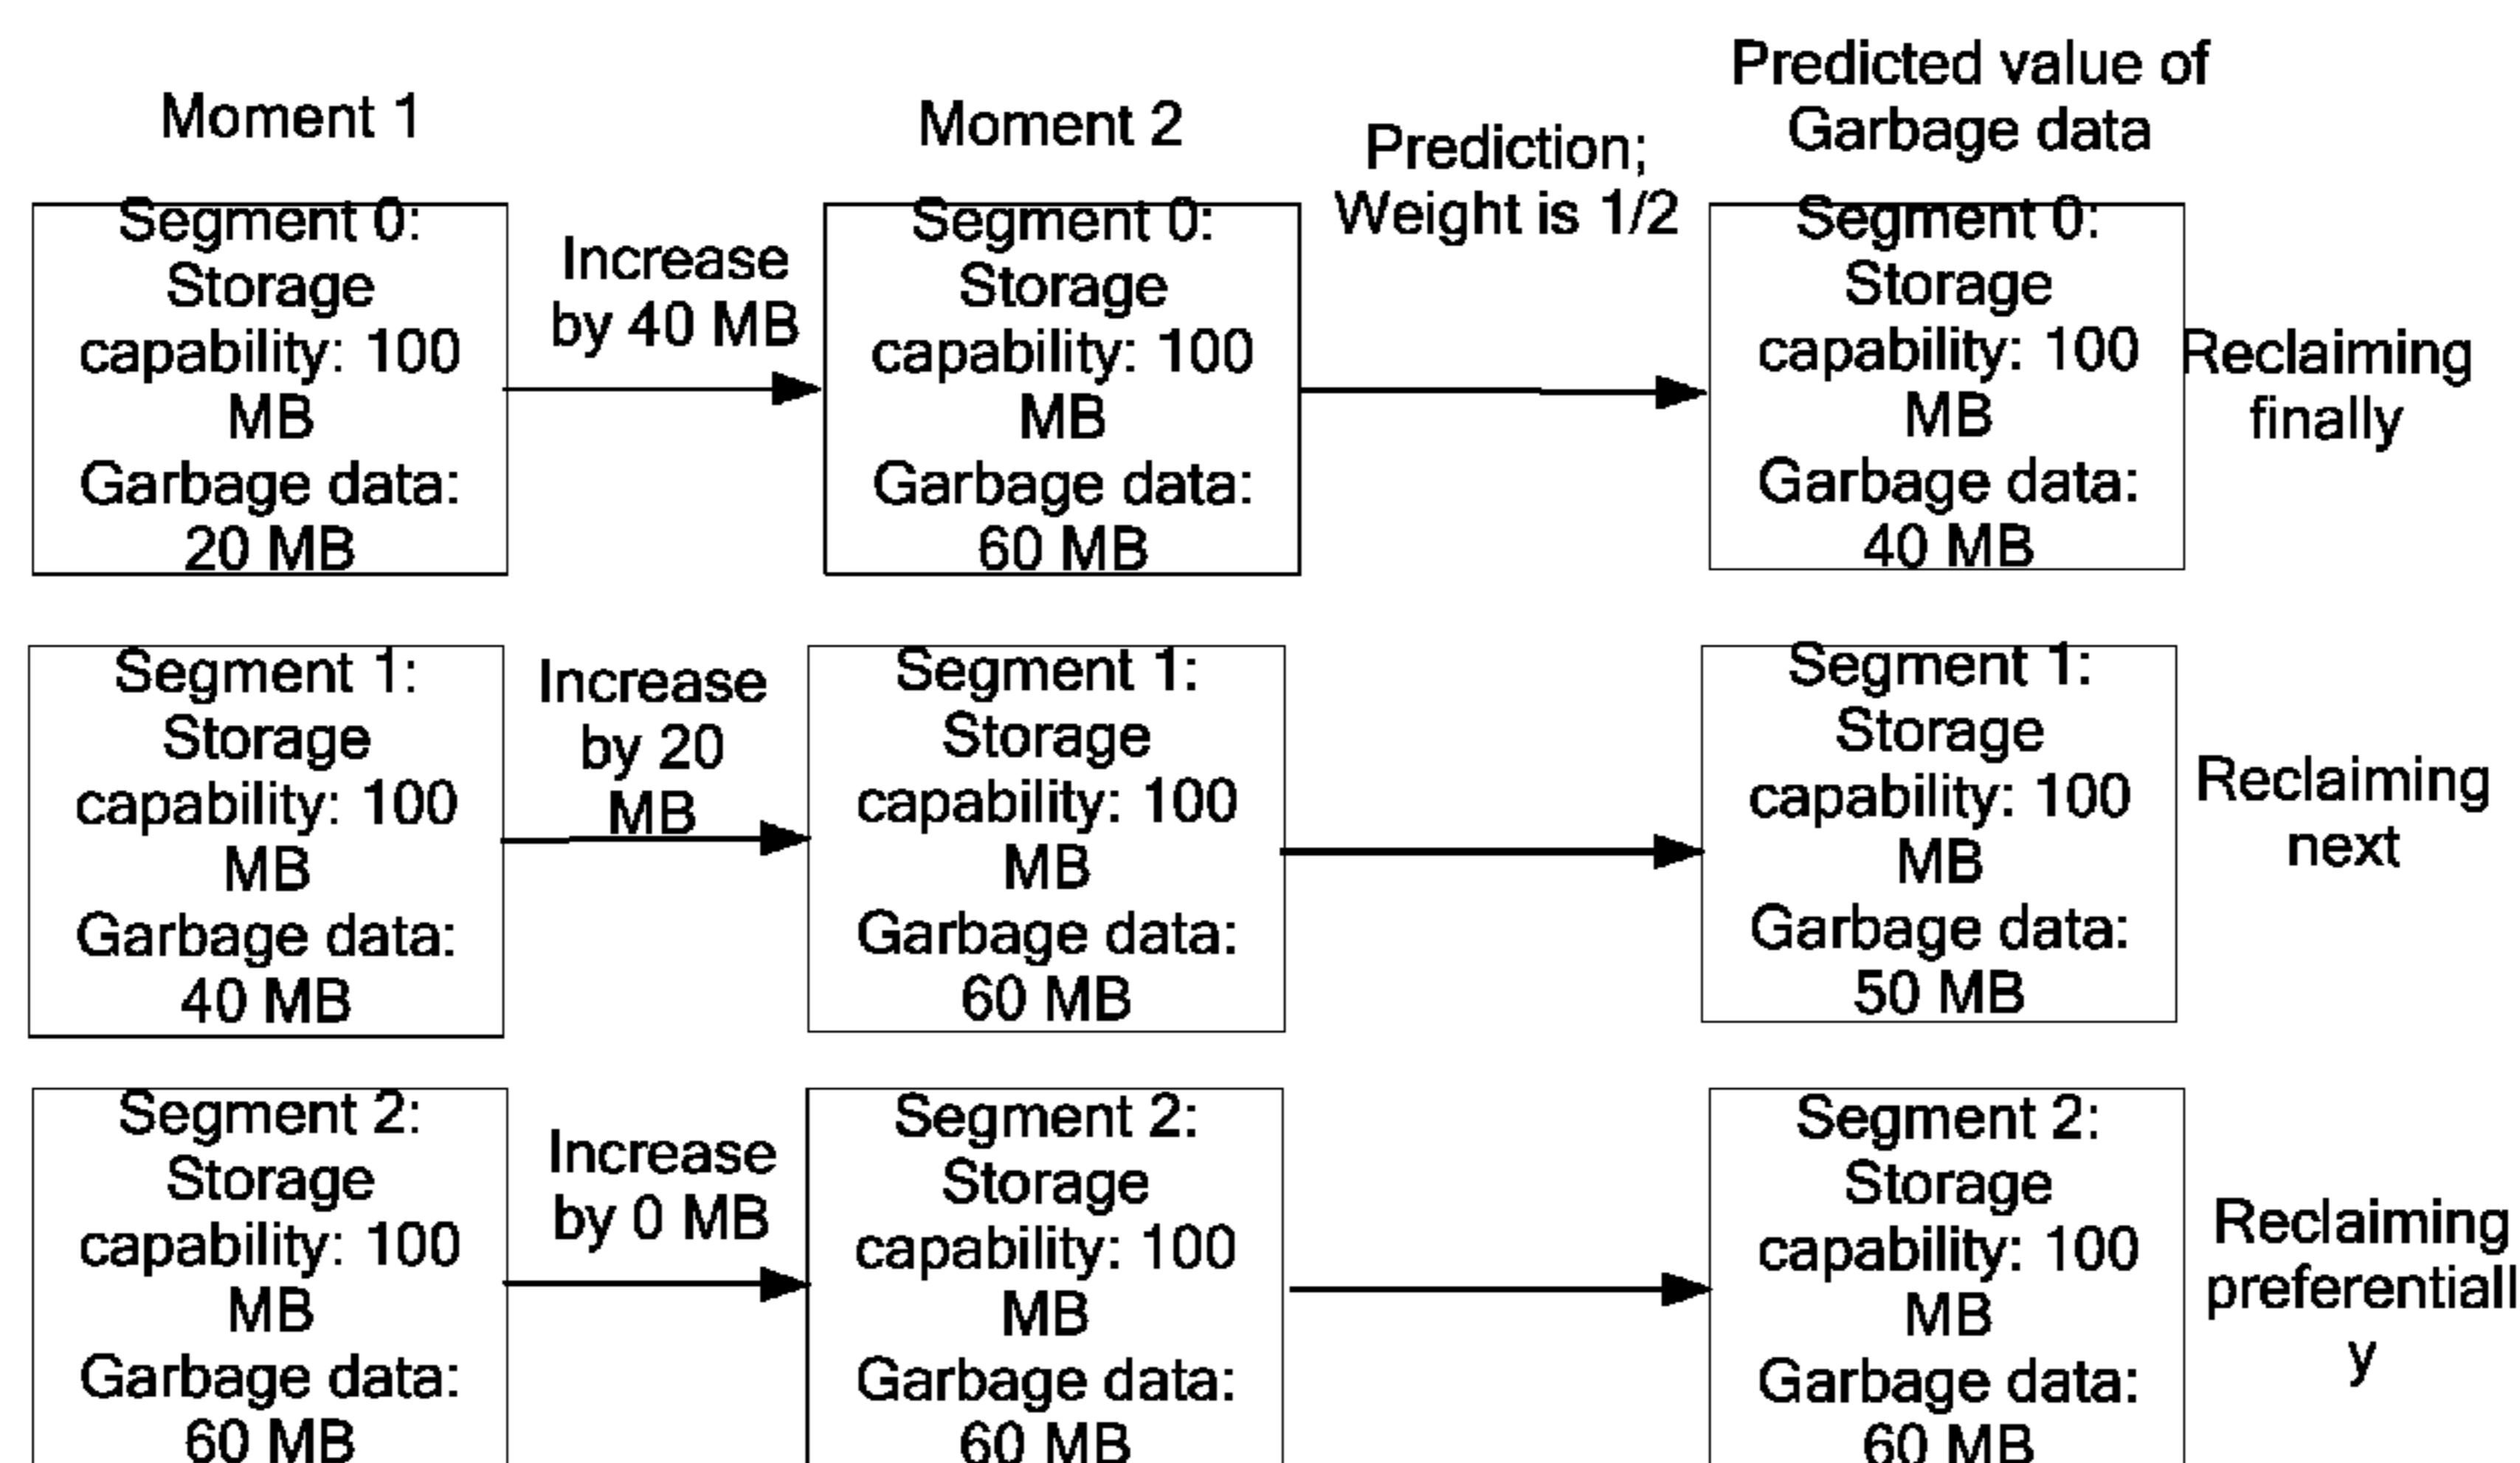 Moment 1
Moment 2
Prediction;
Weight is 1/2
Predicted value of
Garbage data
Segment 0:
Storage
capability: 100
MB
Garbage data:
20 MB
Increase
by 40 MB
Segment 0:
Storage
capability: 100
MB
Garbage data:
60 MB
Segment 0:
Storage
capability: 100
MB
Garbage data:
40 MB
Reclaiming
finally
Segment 1:
Storage
capability: 100
MB
Garbage data:
40 MB
Increase
by 20
MB
Segment 1:
Storage
capability: 100
MB
Garbage data:
60 MB
Segment 1:
Storage
capability: 100
MB
Garbage data:
50 MB
Reclaiming
next
Segment 2:
Storage
capability: 100
MB
Garbage data:
60 MB
Increase
by 0 MB
Segment 2:
Storage
capability: 100
MB
Garbage data:
60 MB
Segment 2:
Storage
capability: 100
MB
Garbage data:
60 MB
Reclaiming
preferentiall
y